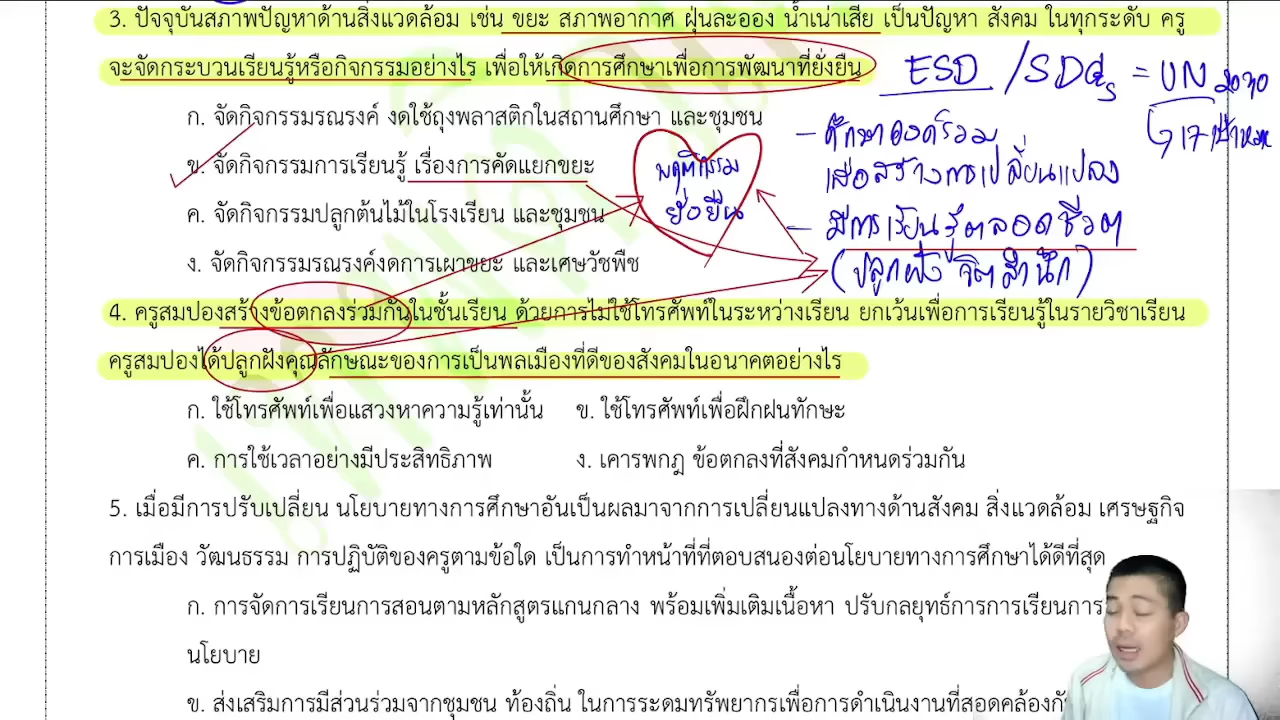 3. ปัจจุบันสภาพปัญหาด้านสิ่งแวดล้อม เช่น ขยะ สภาพอากาศ ฝุ่นละออง น้ำเน่าเสีย เป็นปัญหา สังคม ในทุกระดับ ครู
จะจัดกระบวนเรียนรู้หรือกิจกรรมอย่างไร เพื่อให้เกิดการศึกษาเพื่อการพัฒนาที่ยั่งยืน
ESD / SDGs = UN 2030
17 เป้าหมาย
ก. จัดกิจกรรมรณรงค์ งดใช้ถุงพลาสติกในสถานศึกษา และชุมชน
- ศึกษาองค์รวม
เพื่อสร้างการเปลี่ยนแปลง
ข. จัดกิจกรรมการเรียนรู้ เรื่องการคัดแยกขยะ
พฤติกรรม
ยั่งยืน
ค. จัดกิจกรรมปลูกต้นไม้ในโรงเรียน และชุมชน
- มีการเรียนรู้ตลอดชีวิต
ง. จัดกิจกรรมรณรงค์งดการเผาขยะ และเศษวัชพืช
(ปลูกฝัง จิตสำนึก)
4. ครูสมปองสร้างข้อตกลงร่วมกันในชั้นเรียน ด้วยการไม่ใช้โทรศัพท์ในระหว่างเรียน ยกเว้นเพื่อการเรียนรู้ในรายวิชาเรียน
ครูสมปองได้ปลูกฝังคุณลักษณะของการเป็นพลเมืองที่ดีของสังคมในอนาคตอย่างไร
ก. ใช้โทรศัพท์เพื่อแสวงหาความรู้เท่านั้น ข. ใช้โทรศัพท์เพื่อฝึกฝนทักษะ
ค. การใช้เวลาอย่างมีประสิทธิภาพ ง. เคารพกฎ ข้อตกลงที่สังคมกำหนดร่วมกัน
5. เมื่อมีการปรับเปลี่ยน นโยบายทางการศึกษาอันเป็นผลมาจากการเปลี่ยนแปลงทางด้านสังคม สิ่งแวดล้อม เศรษฐกิจ
การเมือง วัฒนธรรม การปฏิบัติของครูตามข้อใด เป็นการทำหน้าที่ที่ตอบสนองต่อนโยบายทางการศึกษาได้ดีที่สุด
ก. การจัดการเรียนการสอนตามหลักสูตรแกนกลาง พร้อมเพิ่มเติมเนื้อหา ปรับกลยุทธ์การการเรียนการ
นโยบาย
ข. ส่งเสริมการมีส่วนร่วมจากชุมชน ท้องถิ่น ในการระดมทรัพยากรเพื่อการดำเนินงานที่สอดคล้องกั